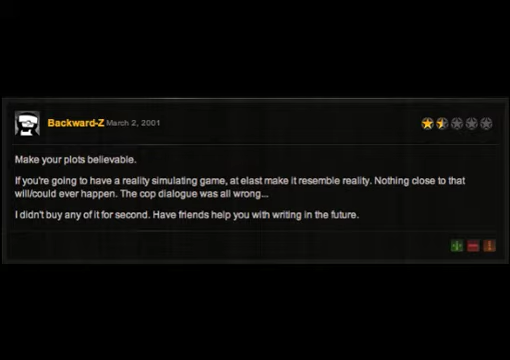 Backward-Z March 2, 2001
Make your plots believable.
If you're going to have a reality simulating game, at elast make it resemble reality. Nothing close to that
will/could ever happen. The cop dialogue was all wrong...
I didn't buy any of it for second. Have friends help you with writing in the future.